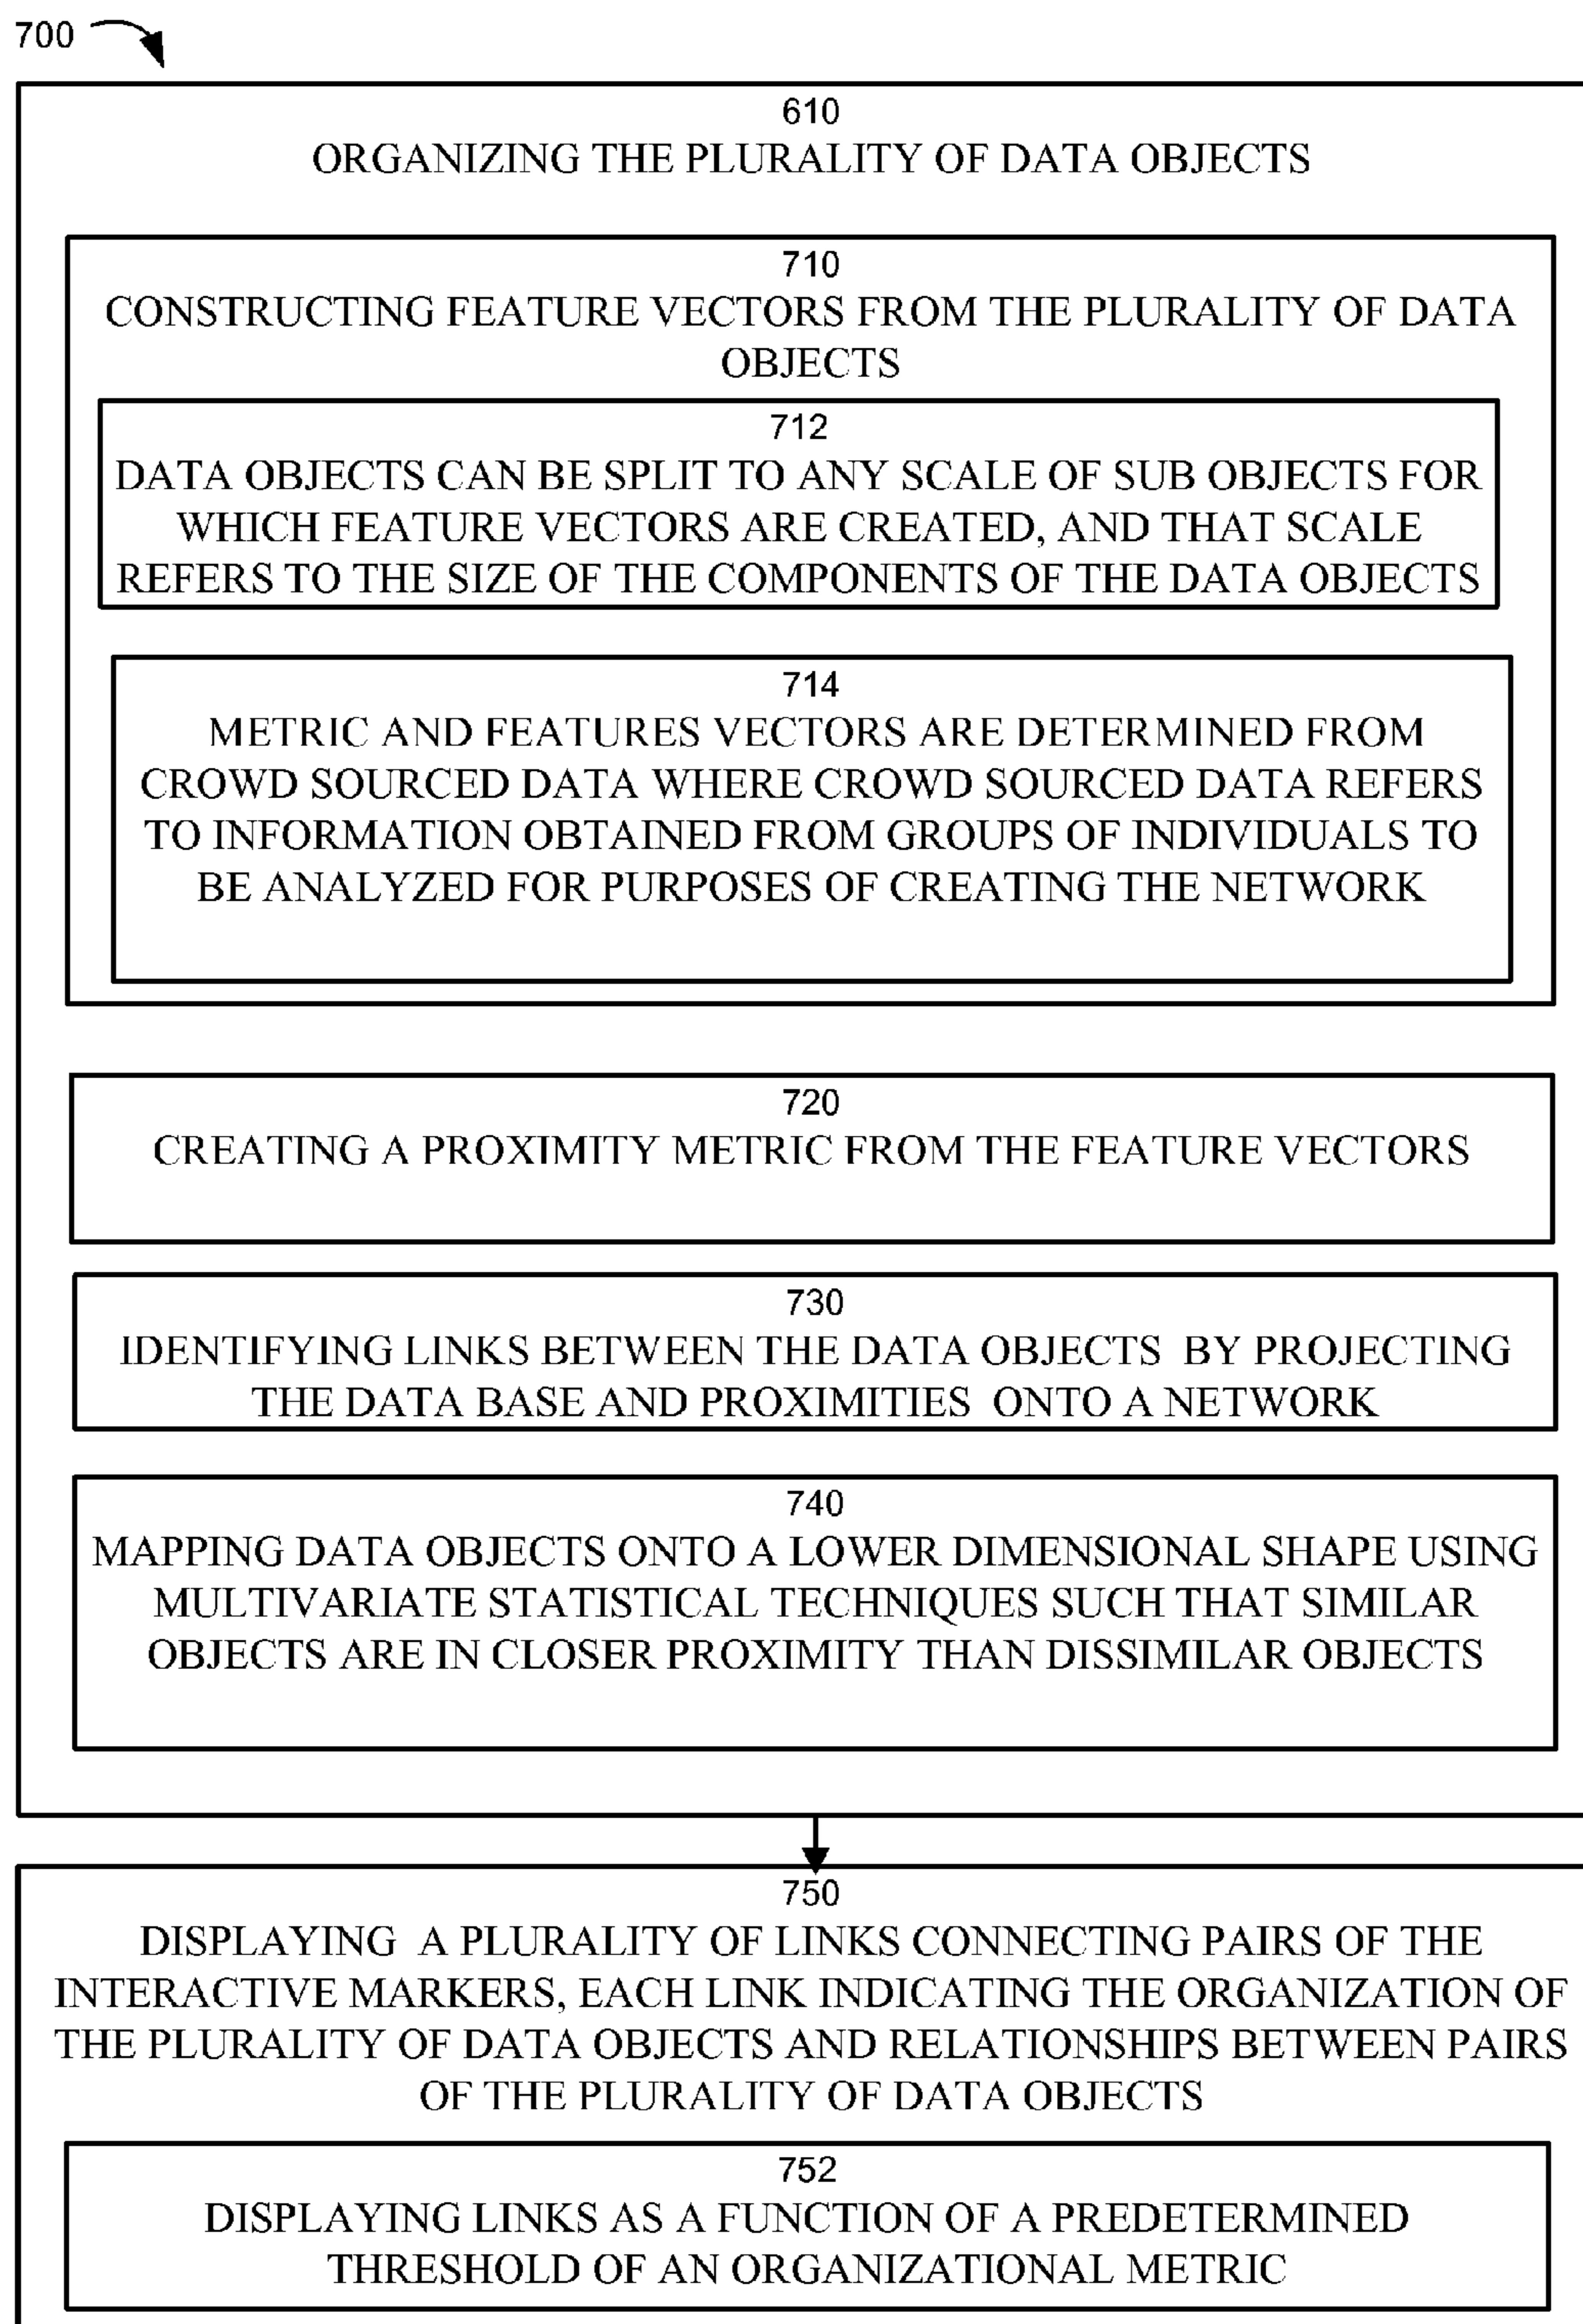 700
610
ORGANIZING THE PLURALITY OF DATA OBJECTS
710
CONSTRUCTING FEATURE VECTORS FROM THE PLURALITY OF DATA
OBJECTS
712
DATA OBJECTS CAN BE SPLIT TO ANY SCALE OF SUB OBJECTS FOR
WHICH FEATURE VECTORS ARE CREATED, AND THAT SCALE
REFERS TO THE SIZE OF THE COMPONENTS OF THE DATA OBJECTS
714
METRIC AND FEATURES VECTORS ARE DETERMINED FROM
CROWD SOURCED DATA WHERE CROWD SOURCED DATA REFERS
TO INFORMATION OBTAINED FROM GROUPS OF INDIVIDUALS TO
BE ANALYZED FOR PURPOSES OF CREATING THE NETWORK
720
CREATING A PROXIMITY METRIC FROM THE FEATURE VECTORS
730
IDENTIFYING LINKS BETWEEN THE DATA OBJECTS BY PROJECTING
THE DATA BASE AND PROXIMITIES ONTO A NETWORK
740
MAPPING DATA OBJECTS ONTO A LOWER DIMENSIONAL SHAPE USING
MULTIVARIATE STATISTICAL TECHNIQUES SUCH THAT SIMILAR
OBJECTS ARE IN CLOSER PROXIMITY THAN DISSIMILAR OBJECTS
750
DISPLAYING A PLURALITY OF LINKS CONNECTING PAIRS OF THE
INTERACTIVE MARKERS, EACH LINK INDICATING THE ORGANIZATION OF
THE PLURALITY OF DATA OBJECTS AND RELATIONSHIPS BETWEEN PAIRS
OF THE PLURALITY OF DATA OBJECTS
752
DISPLAYING LINKS AS A FUNCTION OF A PREDETERMINED
THRESHOLD OF AN ORGANIZATIONAL METRIC